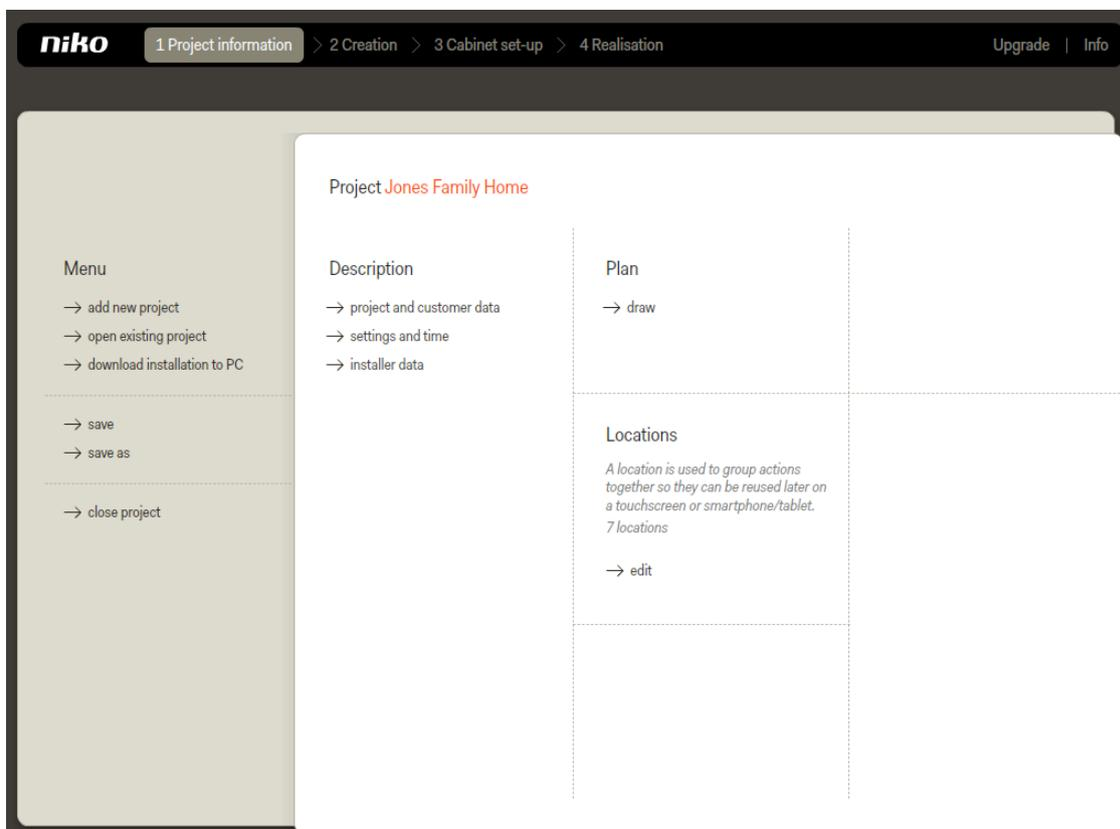 niko
1 Project information
2 Creation
3 Cabinet set-up
4 Realisation
Upgrade | Info
Project Jones Family Home
Menu
add new project
open existing project
download installation to PC
save
save as
close project
Description
project and customer data
settings and time
installer data
Plan
draw
Locations
A location is used to group actions
together so they can be reused later on
a touchscreen or smartphone/tablet.
7 locations
edit